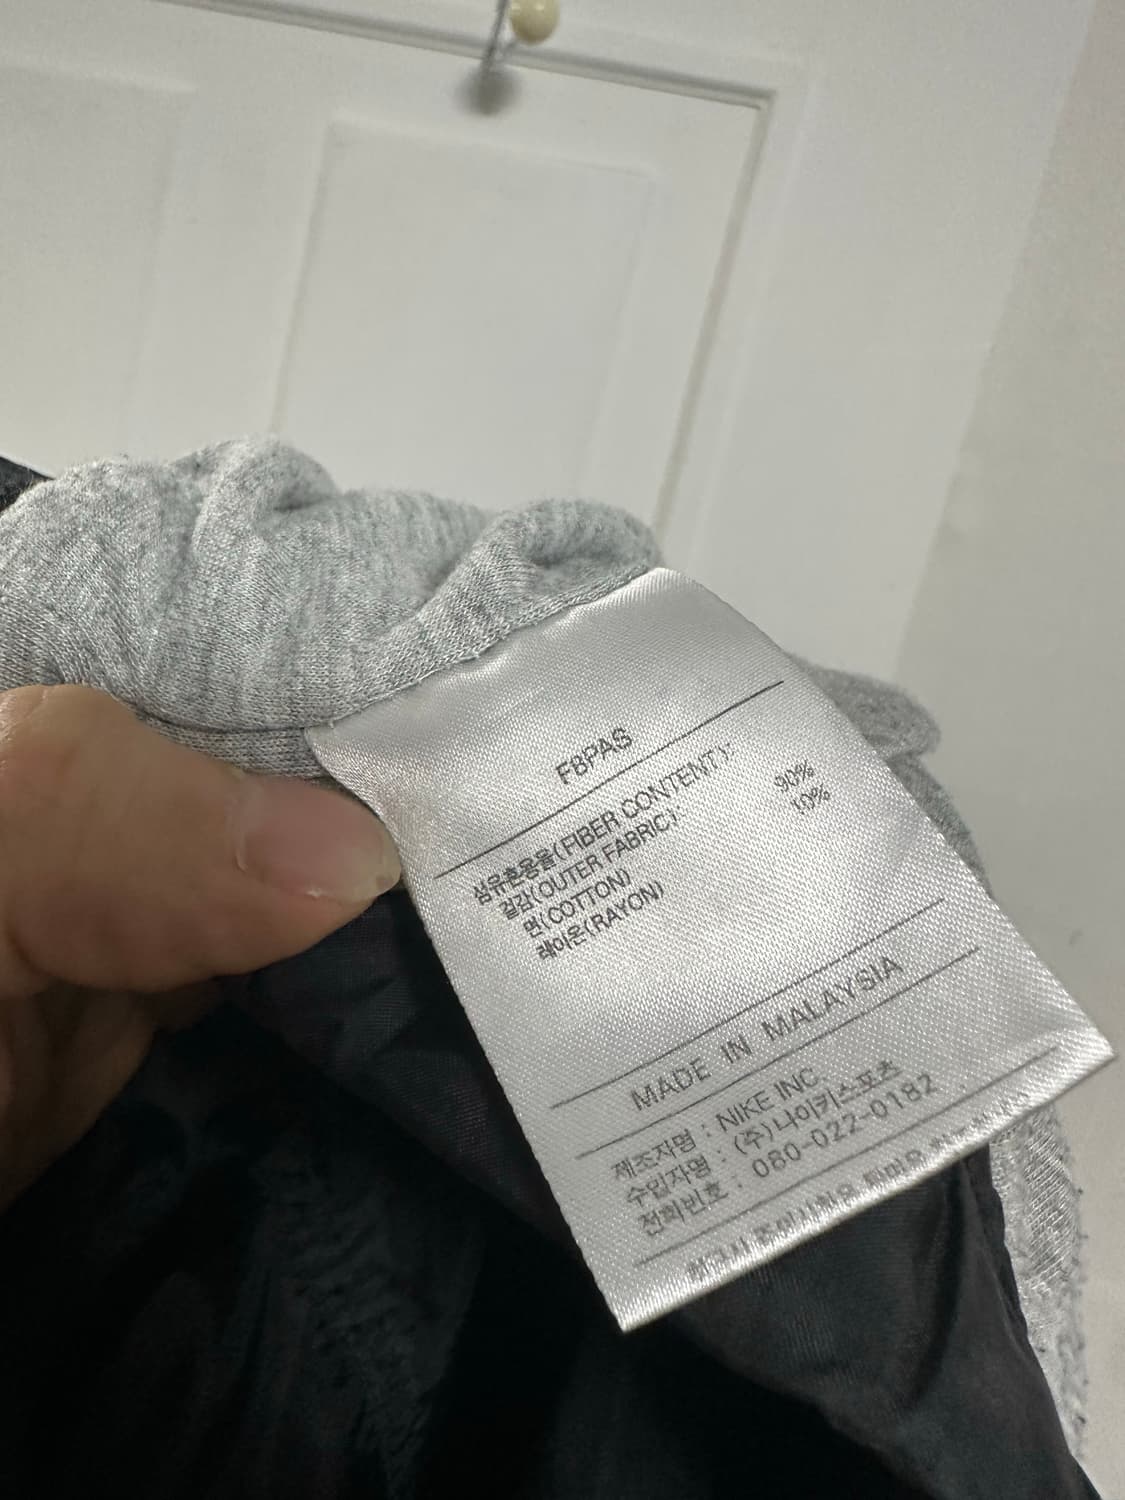 FBPAS
섬유혼용율(FIBER CONTENT):
겉감(OUTER FABRIC):
면(COTTON) 90%
레이온(RAYON) 10%
MADE IN MALAYSIA
제조자명 : NIKE INC
수입자명 : (주)나이키스포츠
전화번호 : 080-022-0182